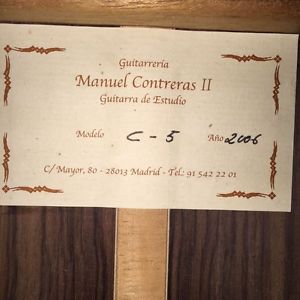 Guitarrería
Manuel Contreras II
Guitarra de Estudio
Modelo C-5 Año 2006
C/ Mayor, 80 - 28013 Madrid - Tel.: 91 542 22 01